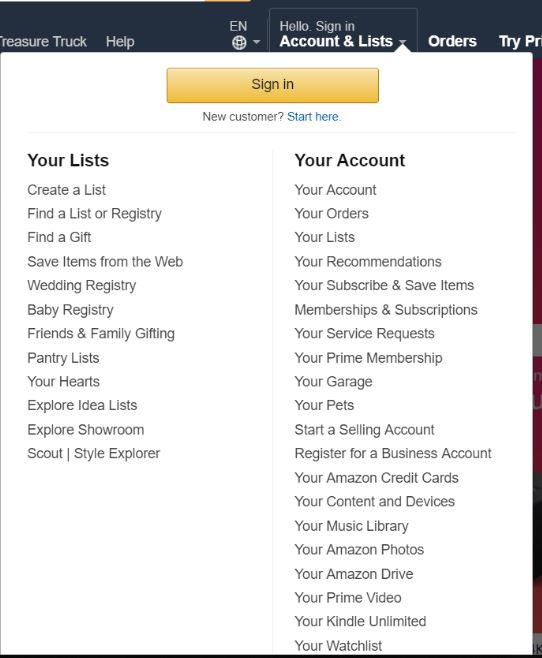 EN
Hello. Sign in
Treasure Truck Help
Account & Lists Orders Try Pri
Sign in
New customer? Start here.
Your Lists
Create a List
Find a List or Registry
Find a Gift
Save Items from the Web
Wedding Registry
Baby Registry
Friends & Family Gifting
Pantry Lists
Your Hearts
Explore Idea Lists
Explore Showroom
Scout | Style Explorer
Your Account
Your Account
Your Orders
Your Lists
Your Recommendations
Your Subscribe & Save Items
Memberships & Subscriptions
Your Service Requests
Your Prime Membership
Your Garage
Your Pets
Start a Selling Account
Register for a Business Account
Your Amazon Credit Cards
Your Content and Devices
Your Music Library
Your Amazon Photos
Your Amazon Drive
Your Prime Video
Your Kindle Unlimited
Your Watchlist